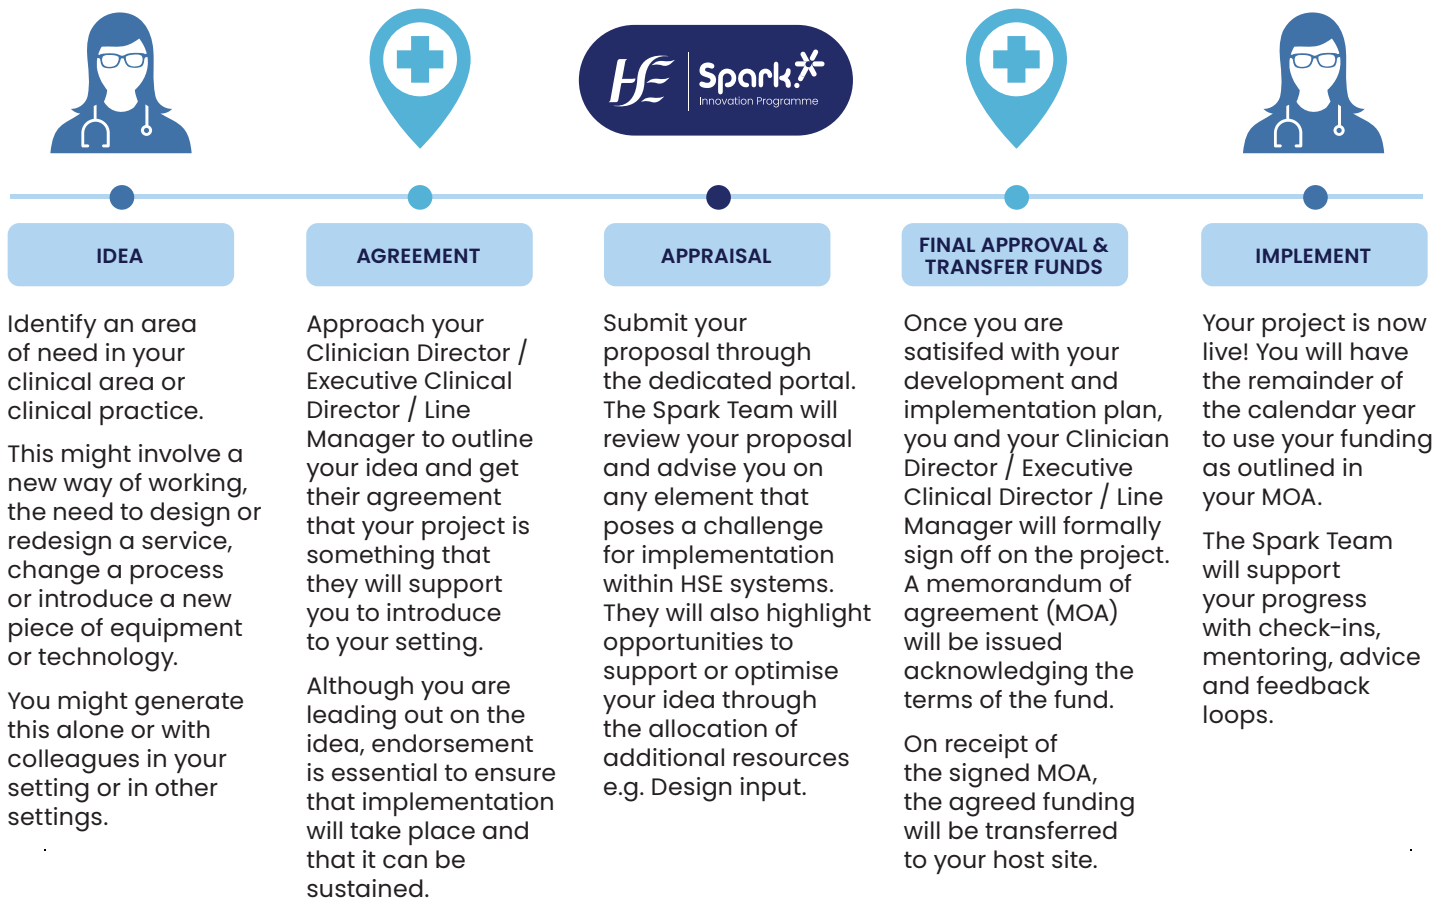 HSE
Spark
Innovation Programme
IDEA
Identify an area
of need in your
clinical area or
clinical practice.
This might involve a
new way of working,
the need to design or
redesign a service,
change a process
or introduce a new
piece of equipment
or technology.
You might generate
this alone or with
colleagues in your
setting or in other
settings.
AGREEMENT
Approach your
Clinician Director /
Executive Clinical
Director / Line
Manager to outline
your idea and get
their agreement
that your project is
something that
they will support
you to introduce
to your setting.
Although you are
leading out on the
idea, endorsement
is essential to ensure
that implementation
will take place and
that it can be
sustained.
APPRAISAL
Submit your
proposal through
the dedicated portal.
The Spark Team will
review your proposal
and advise you on
any element that
poses a challenge
for implementation
within HSE systems.
They will also highlight
opportunities to
support or optimise
your idea through
the allocation of
additional resources
e.g. Design input.
FINAL APPROVAL &
TRANSFER FUNDS
Once you are
satisifed with your
development and
implementation plan,
you and your Clinician
Director / Executive
Clinical Director / Line
Manager will formally
sign off on the project.
A memorandum of
agreement (MOA)
will be issued
acknowledging the
terms of the fund.
On receipt of
the signed MOA,
the agreed funding
will be transferred
to your host site.
IMPLEMENT
Your project is now
live! You will have
the remainder of
the calendar year
to use your funding
as outlined in
your MOA.
The Spark Team
will support
your progress
with check-ins,
mentoring, advice
and feedback
loops.